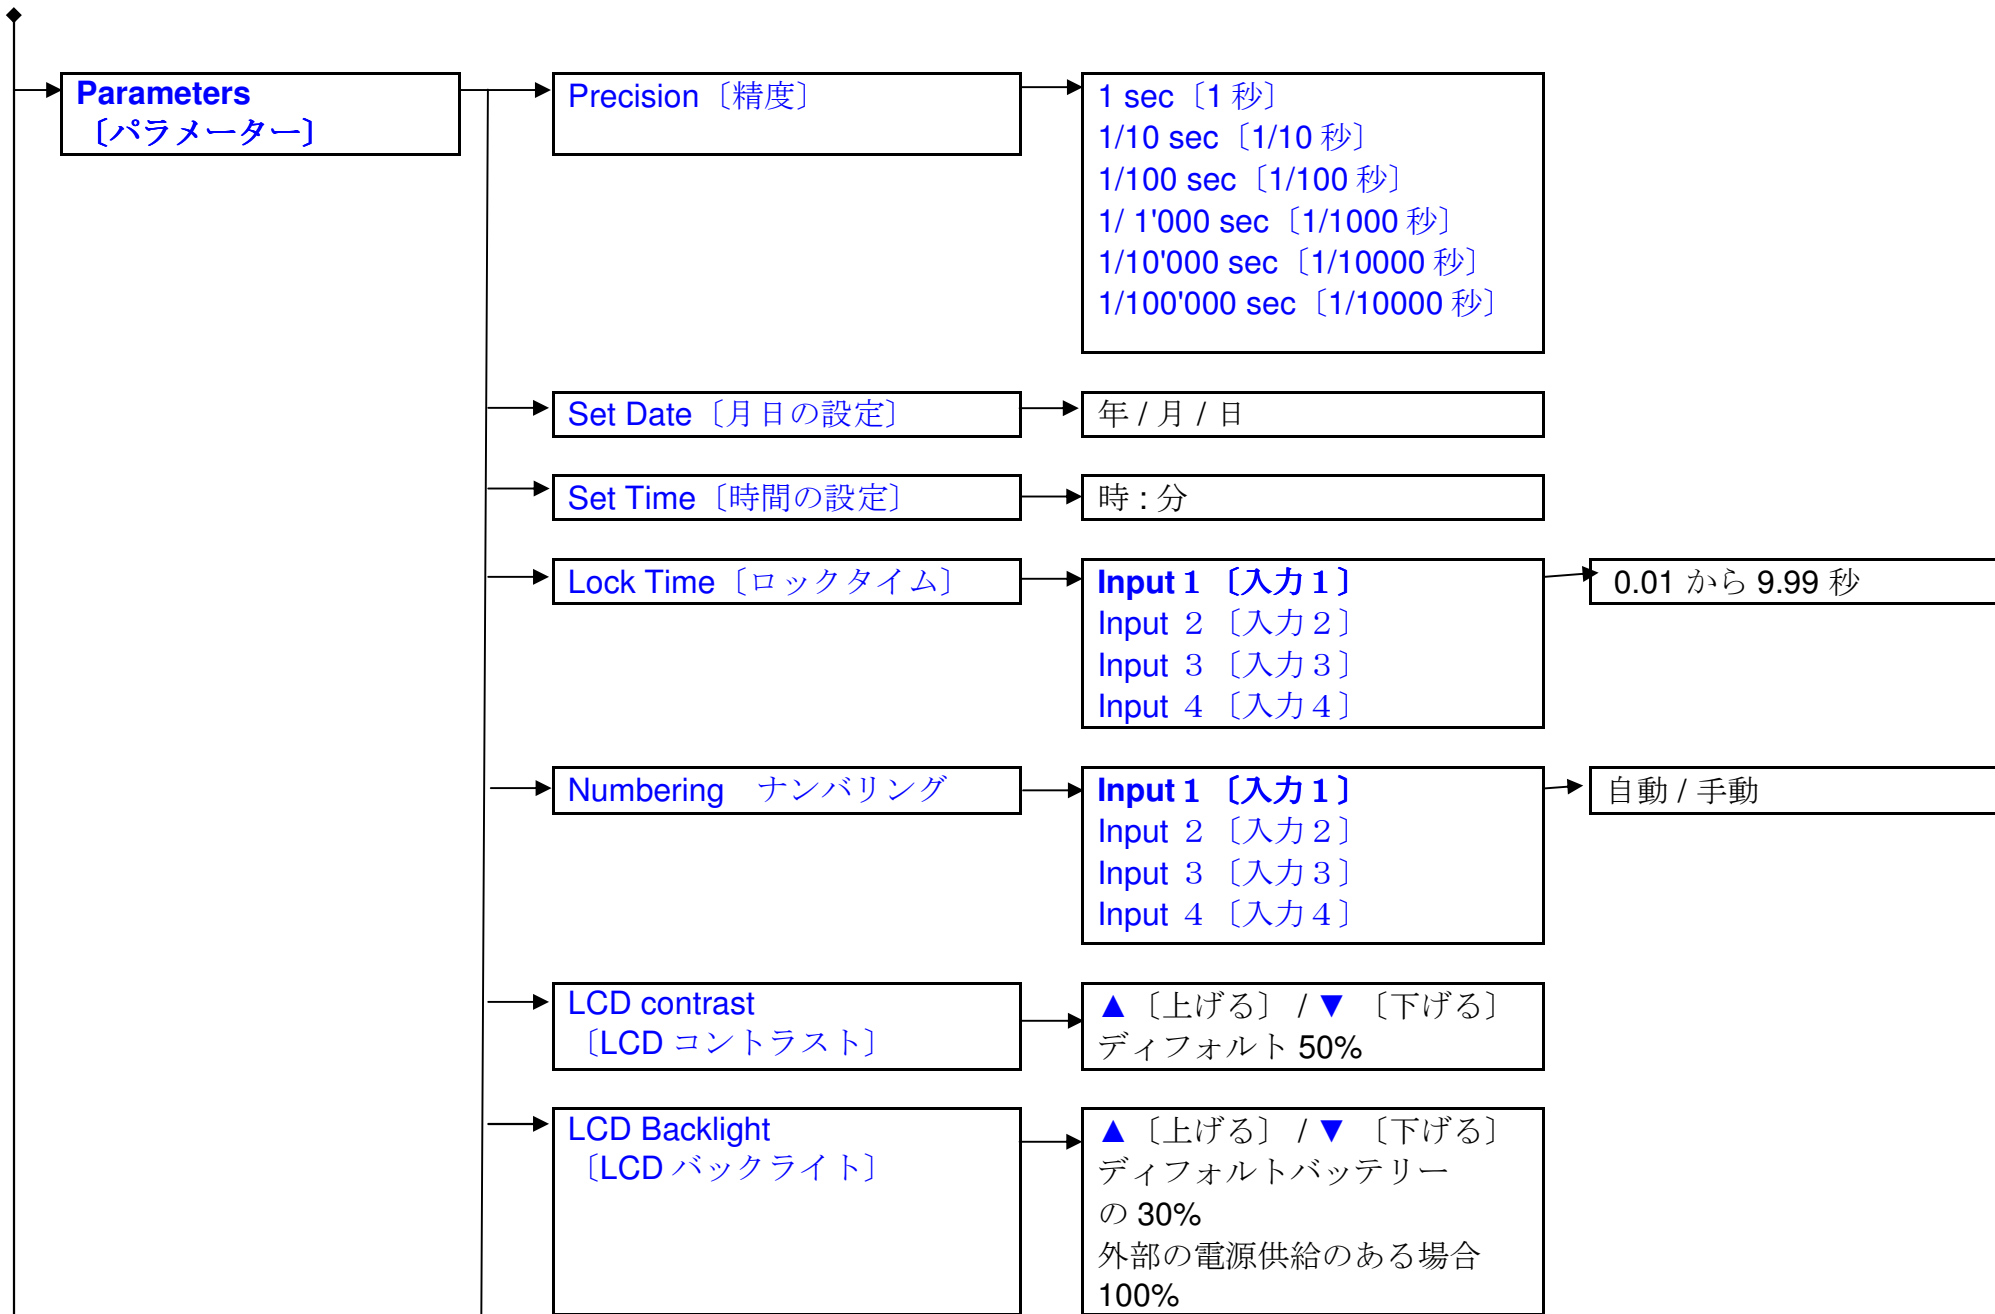 Parameters
〔パラメーター〕
Precision〔精度〕
1 sec〔1 秒〕
1/10 sec〔1/10 秒〕
1/100 sec〔1/100 秒〕
1/ 1'000 sec〔1/1000 秒〕
1/10'000 sec〔1/10000 秒〕
1/100'000 sec〔1/10000 秒〕
Set Date〔月日の設定〕
年 / 月 / 日
Set Time〔時間の設定〕
時 : 分
Lock Time〔ロックタイム〕
Input１〔入力１〕
Input ２〔入力２〕
Input ３〔入力３〕
Input ４〔入力４〕
0.01 から 9.99 秒
Numbering　ナンバリング
Input１〔入力１〕
Input ２〔入力２〕
Input ３〔入力３〕
Input ４〔入力４〕
自動 / 手動
LCD contrast
〔LCD コントラスト〕
▲〔上げる〕 / ▼ 〔下げる〕
ディフォルト 50%
LCD Backlight
〔LCD バックライト〕
▲〔上げる〕 / ▼ 〔下げる〕
ディフォルトバッテリー
の 30%
外部の電源供給のある場合
100%